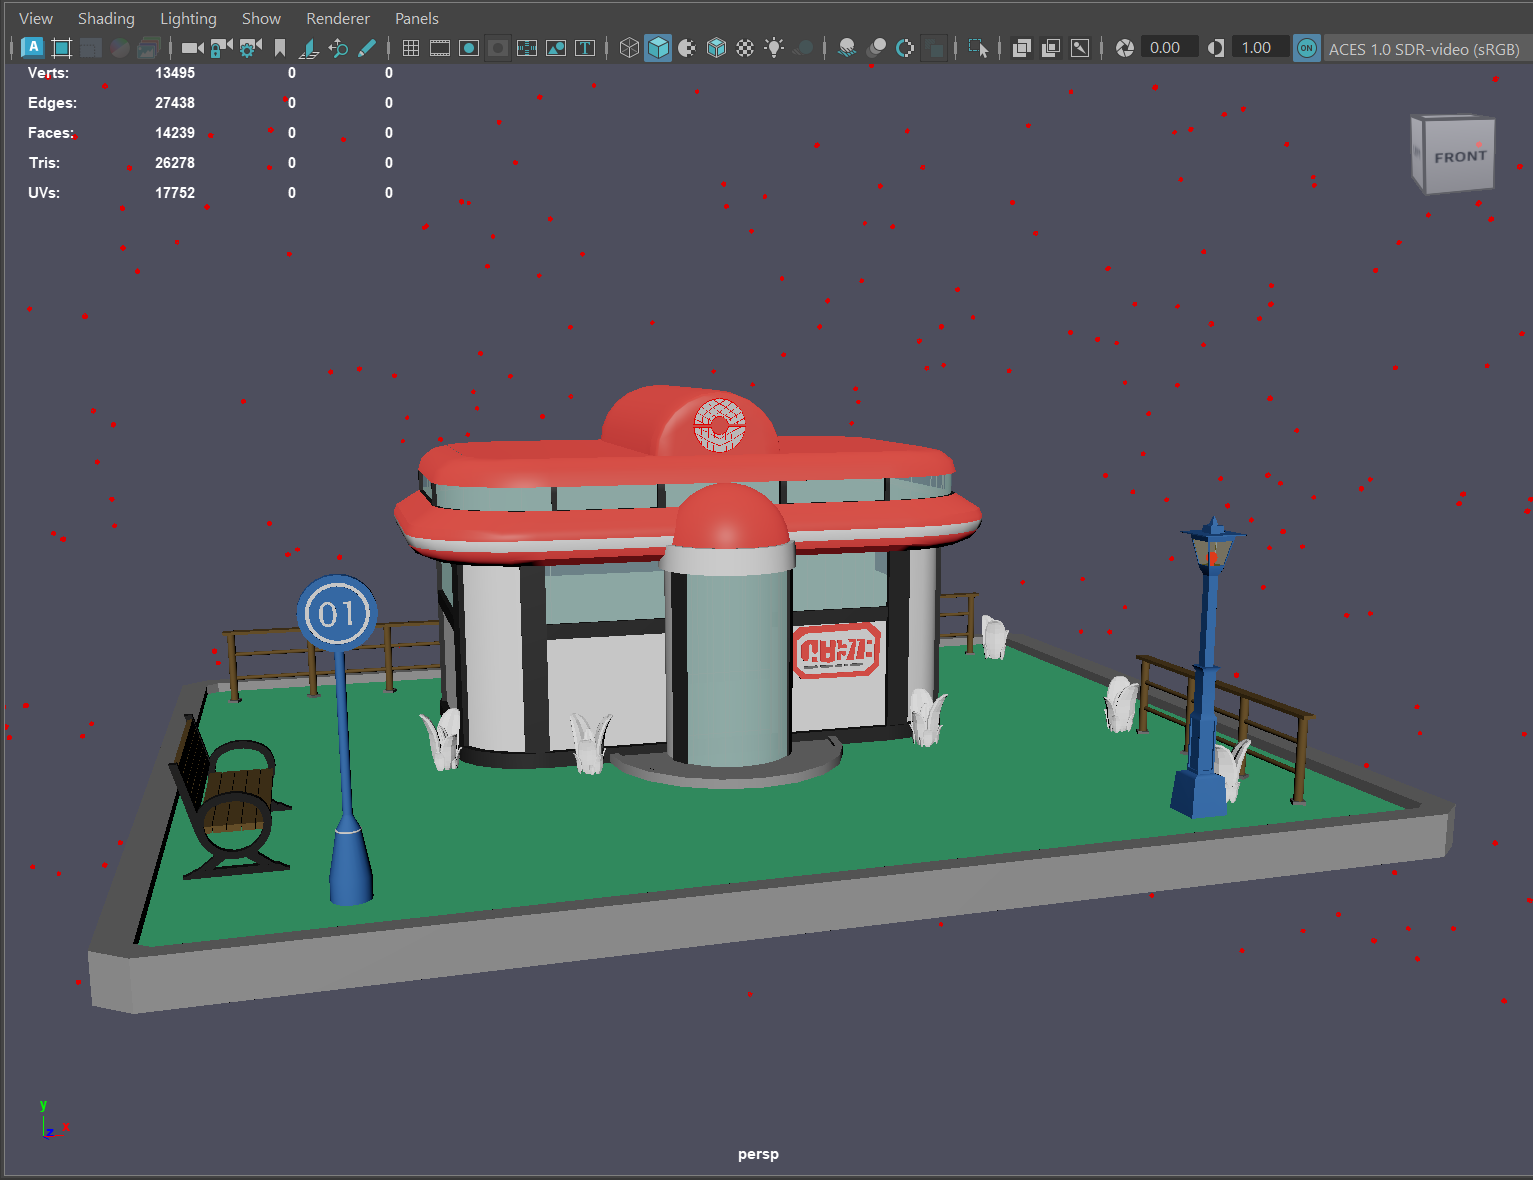 View Shading Lighting Show Renderer Panels
A T 0.00 1.00 ON ACES 1.0 SDR-video (sRGB)
Verts: 13495 0 0
Edges: 27438 0 0
Faces: 14239 0 0
Tris: 26278 0 0
UVs: 17752 0 0
FRONT
01
y
z x
persp